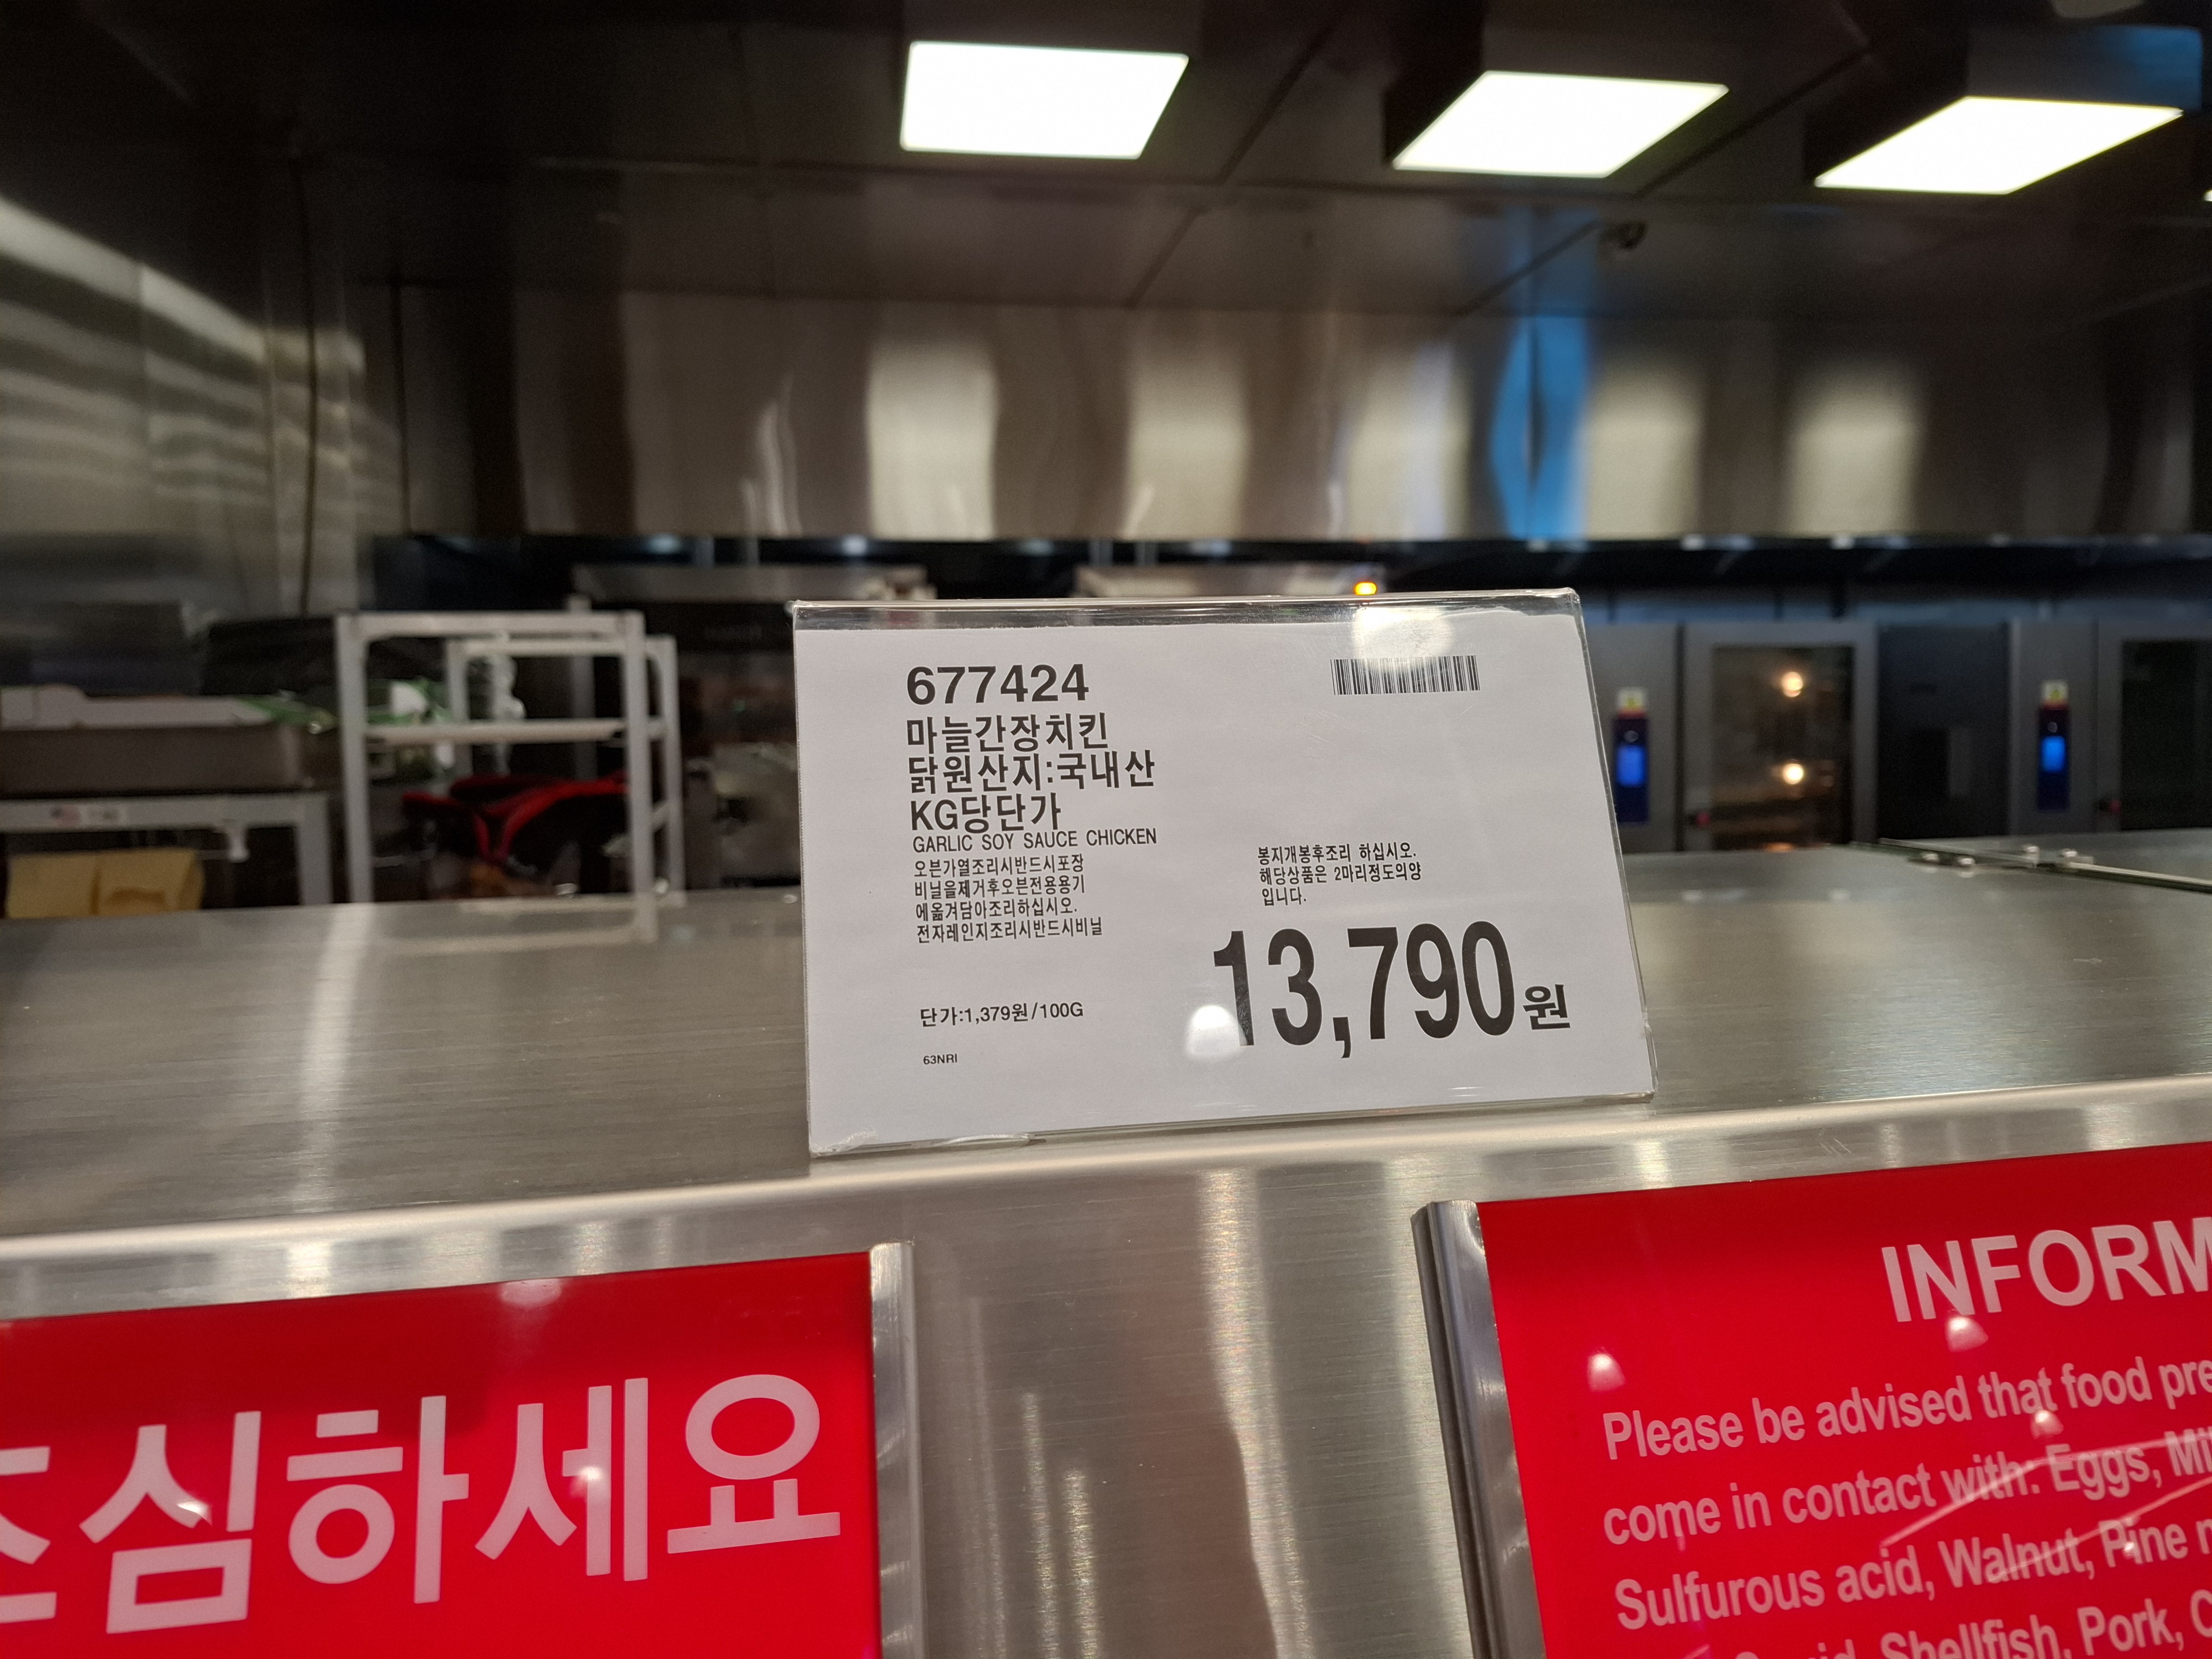 677424
마늘간장치킨
닭원산지:국내산
KG당단가
GARLIC SOY SAUCE CHICKEN
오븐가열조리시반드시포장
비닐을제거후오븐전용용기
에옮겨담아조리하십시오.
전자레인지조리시반드시비닐
봉지개봉후조리 하십시오.
해당상품은 2마리정도의양
입니다.
단가:1,379원/100G
13,790원
63NRI
조심하세요
INFORM
Please be advised that food pre
come in contact with: Eggs, Mil
Sulfurous acid, Walnut, Pine n
Shellfish, Pork, C